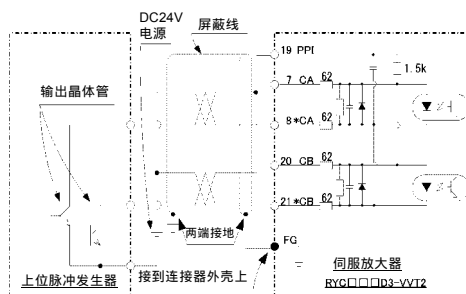 DC24V
电源
屏蔽线
19 PPI
1.5k
输出晶体管
7 CA 62
8 *CA 62
20 CB 62
21 *CB 62
两端接地
FG
伺服放大器
上位脉冲发生器
接到连接器外壳上
RYC□□□D3-VVT2